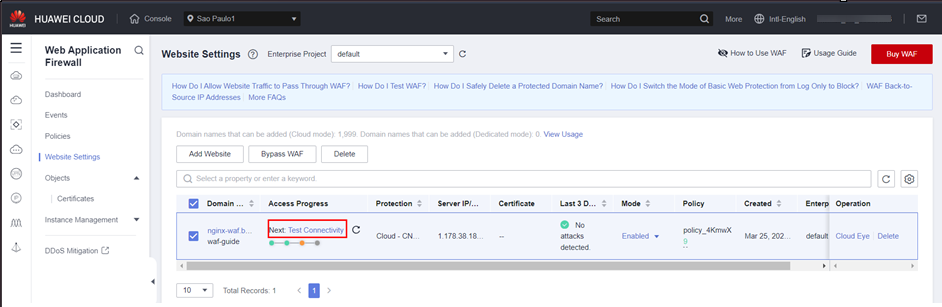 HUAWEI CLOUD Console Sao Paulo1 Search More Intl-English
HUAWEI
Web Application
Firewall
Dashboard
Events
Policies
Website Settings
Objects
Certificates
Instance Management
DDoS Mitigation
Website Settings ? Enterprise Project default How to Use WAF Usage Guide Buy WAF
How Do I Allow Website Traffic to Pass Through WAF? How Do I Test WAF? How Do I Safely Delete a Protected Domain Name? How Do I Switch the Mode of Basic Web Protection from Log Only to Block? WAF Back-to-
Source IP Addresses More FAQs
Domain names that can be added (Cloud mode): 1,999. Domain names that can be added (Dedicated mode): 0. View Usage
Add Website Bypass WAF Delete
Select a property or enter a keyword.
Domain ... Access Progress Protection Server IP/... Certificate Last 3 D... Mode Policy Created Enterp Operation
nginx-waf.b...
waf-guide
Next: Test Connectivity
Cloud - CN...
1.178.38.18...
No
attacks
detected.
Enabled
policy_4KmwX
9
Mar 25, 202...
default
Cloud Eye Delete
10 Total Records: 1 1